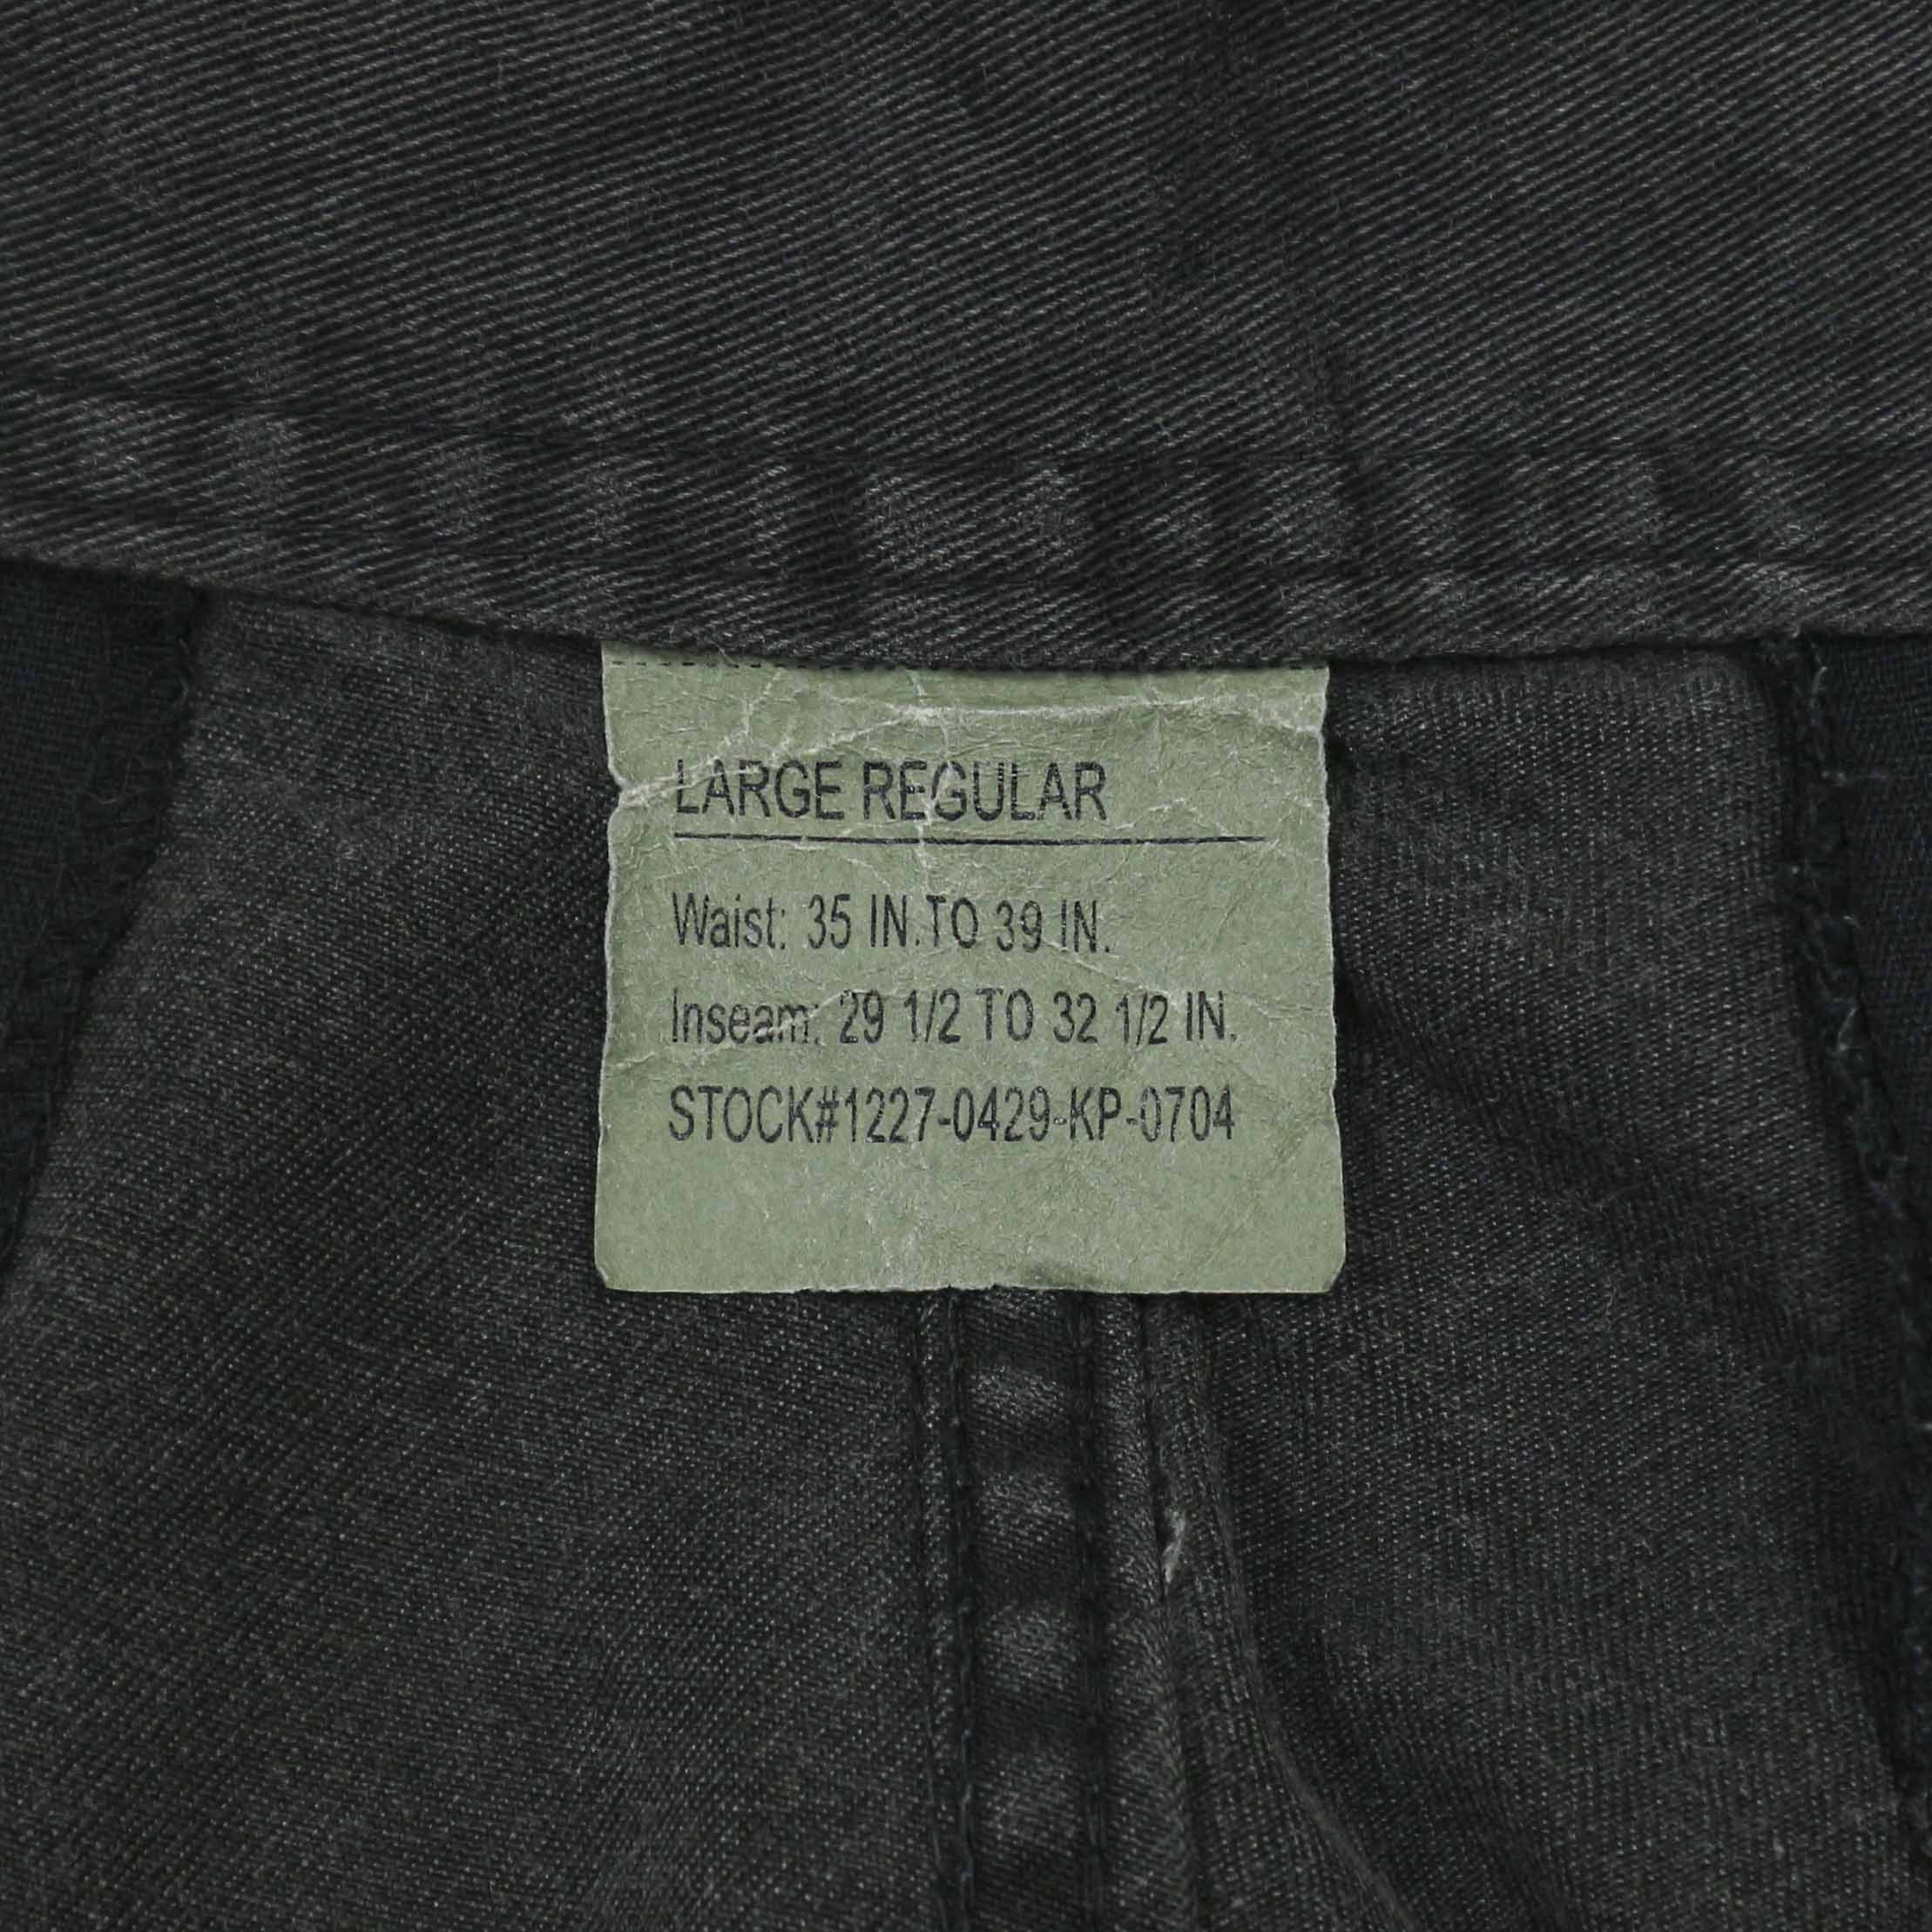 LARGE REGULAR
Waist: 35 IN.TO 39 IN.
Inseam: 29 1/2 TO 32 1/2 IN.
STOCK#1227-0429-KP-0704